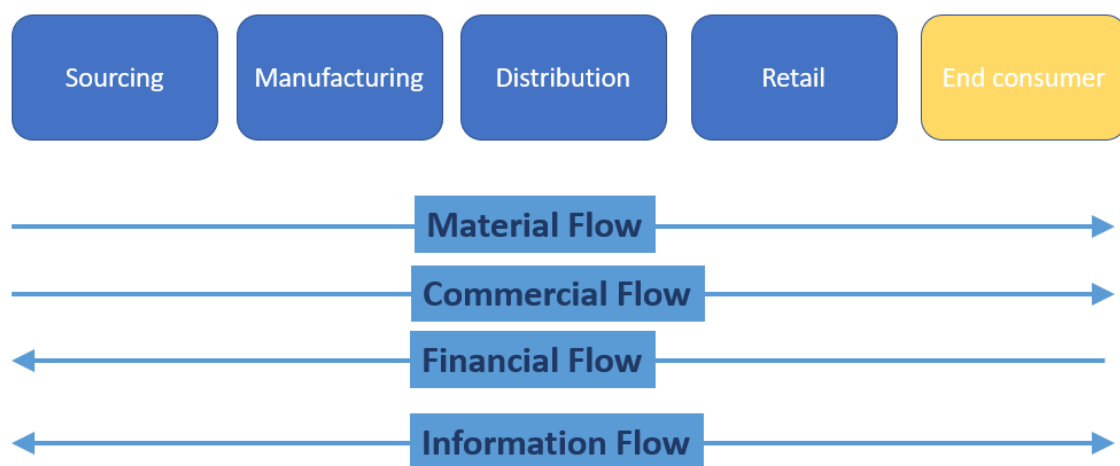 Sourcing
Manufacturing
Distribution
Retail
End consumer
Material Flow
Commercial Flow
Financial Flow
Information Flow